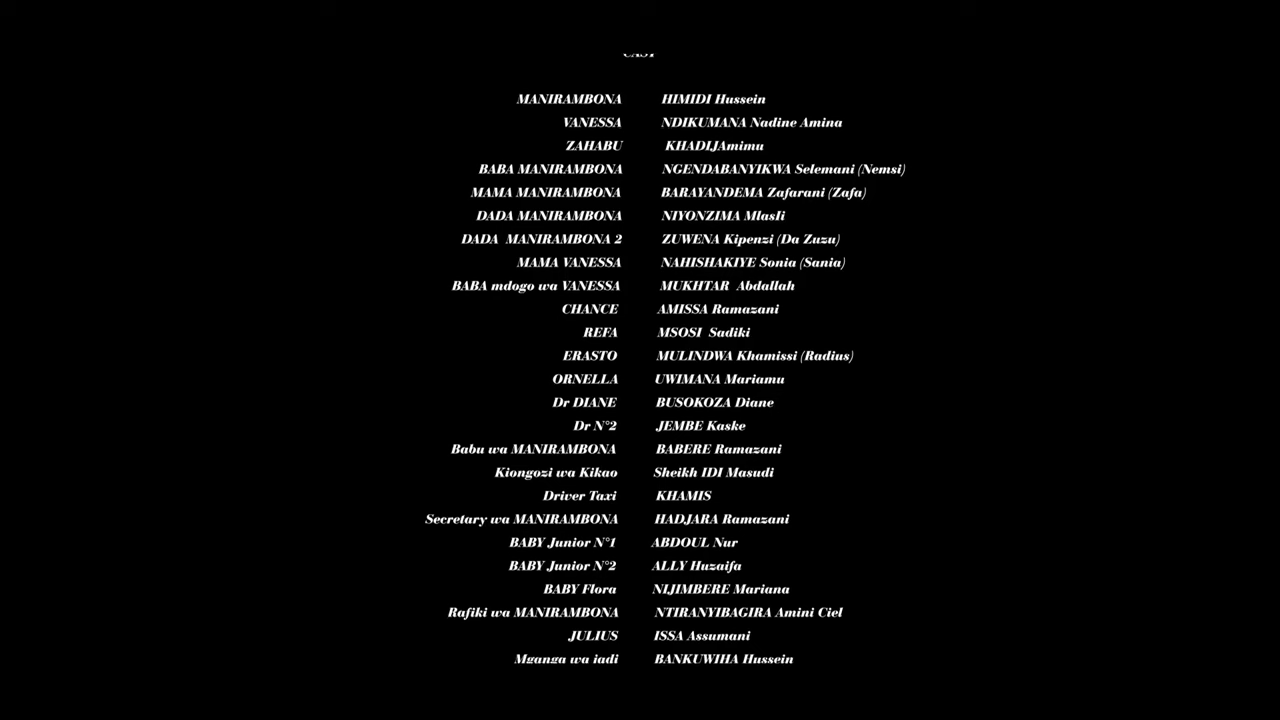 CAST
MANIRAMBONA HIMIDI Hussein
VANESSA NDIKUMANA Nadine Amina
ZAHABU KHADIJAmimu
BABA MANIRAMBONA NGENDABANYIKWA Selemani (Nemsi)
MAMA MANIRAMBONA BARAYANDEMA Zafarani (Zafa)
DADA MANIRAMBONA NIYONZIMA MlasIi
DADA MANIRAMBONA 2 ZUWENA Kipenzi (Da Zuzu)
MAMA VANESSA NAHISHAKIYE Sonia (Sania)
BABA mdogo wa VANESSA MUKHTAR Abdallah
CHANCE AMISSA Ramazani
REFA MSOSI Sadiki
ERASTO MULINDWA Khamissi (Radius)
ORNELLA UWIMANA Mariamu
Dr DIANE BUSOKOZA Diane
Dr N°2 JEMBE Kaske
Babu wa MANIRAMBONA BABERE Ramazani
Kiongozi wa Kikao Sheikh IDI Masudi
Driver Taxi KHAMIS
Secretary wa MANIRAMBONA HADJARA Ramazani
BABY Junior N°1 ABDOUL Nur
BABY Junior N°2 ALLY Huzaifa
BABY Flora NIJIMBERE Mariana
Rafiki wa MANIRAMBONA NTIRANYIBAGIRA Amini Ciel
JULIUS ISSA Assumani
Mganga wa jadi BANKUWIHA Hussein